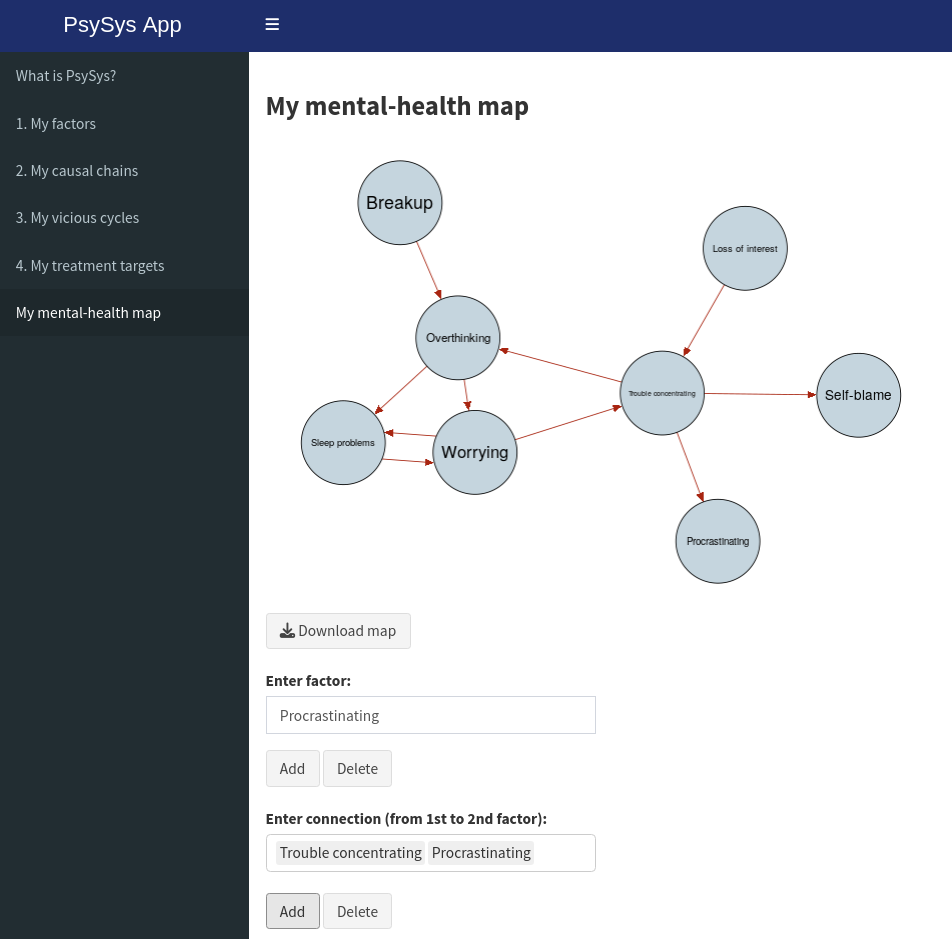 PsySys App
What is PsySys?
1. My factors
2. My causal chains
3. My vicious cycles
4. My treatment targets
My mental-health map
My mental-health map
Breakup
Loss of interest
Overthinking
Trouble concentrating
Self-blame
Sleep problems
Worrying
Procrastinating
Download map
Enter factor:
Procrastinating
Add Delete
Enter connection (from 1st to 2nd factor):
Trouble concentrating Procrastinating
Add Delete